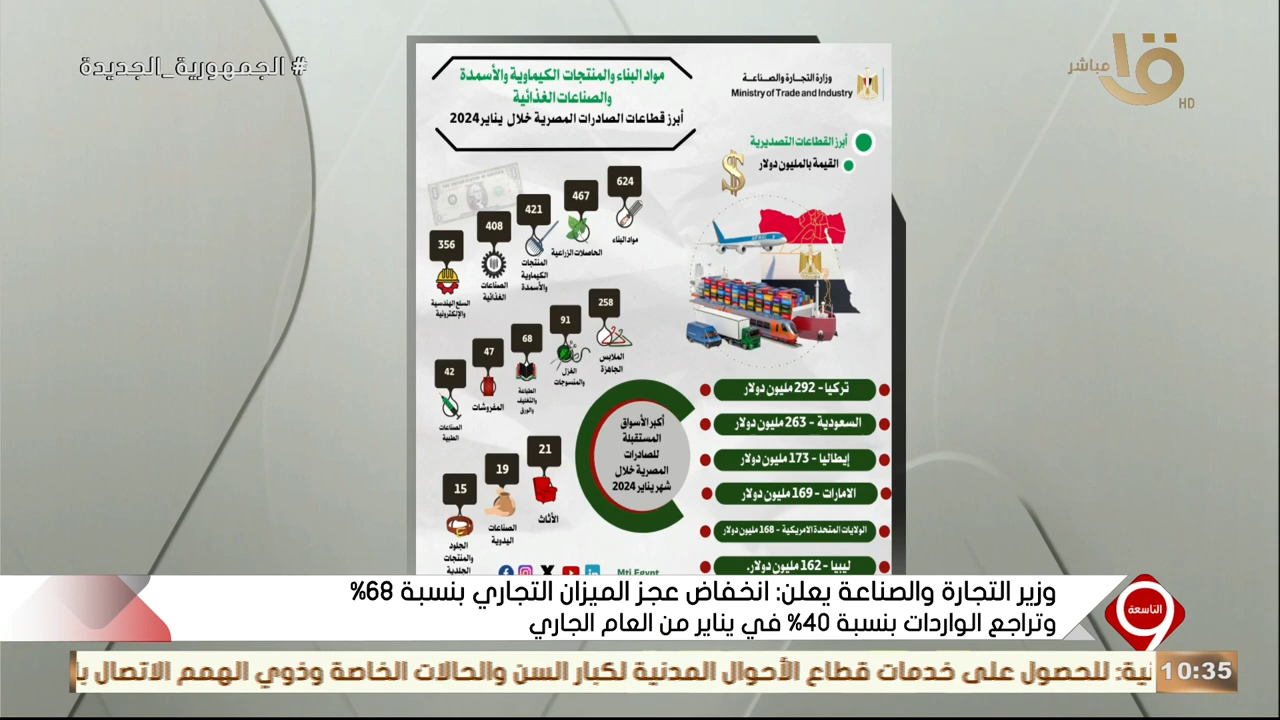 # الجمهورية_الجديدة
مباشر
HD
وزارة التجارة والصناعة
Ministry of Trade and Industry
مواد البناء والمنتجات الكيماوية والأسمدة
والصناعات الغذائية
أبرز قطاعات الصادرات المصرية خلال يناير 2024
أبرز القطاعات التصديرية
القيمة بالمليون دولار
624
مواد البناء
467
الحاصلات الزراعية
421
المنتجات
الكيماوية
والأسمدة
408
الصناعات
الغذائية
356
السلع الهندسية
والإلكترونية
258
الملابس
الجاهزة
91
الغزل
والمنسوجات
68
الطباعة
والتغليف
والورق
47
المفروشات
42
الصناعات
الطبية
21
الأثاث
19
الصناعات
اليدوية
15
الجلود
والمنتجات
الجلدية
أكبر الأسواق
المستقبلة
للصادرات
المصرية خلال
شهر يناير 2024
تركيا - 292 مليون دولار
السعودية - 263 مليون دولار
إيطاليا - 173 مليون دولار
الامارات - 169 مليون دولار
الولايات المتحدة الامريكية - 168 مليون دولار
ليبيا - 162 مليون دولار.
Mti.Egypt
التاسعة
وزير التجارة والصناعة يعلن: انخفاض عجز الميزان التجاري بنسبة 68%
وتراجع الواردات بنسبة 40% في يناير من العام الجاري
10:35
نية: للحصول على خدمات قطاع الأحوال المدنية لكبار السن والحالات الخاصة وذوي الهمم الاتصال با